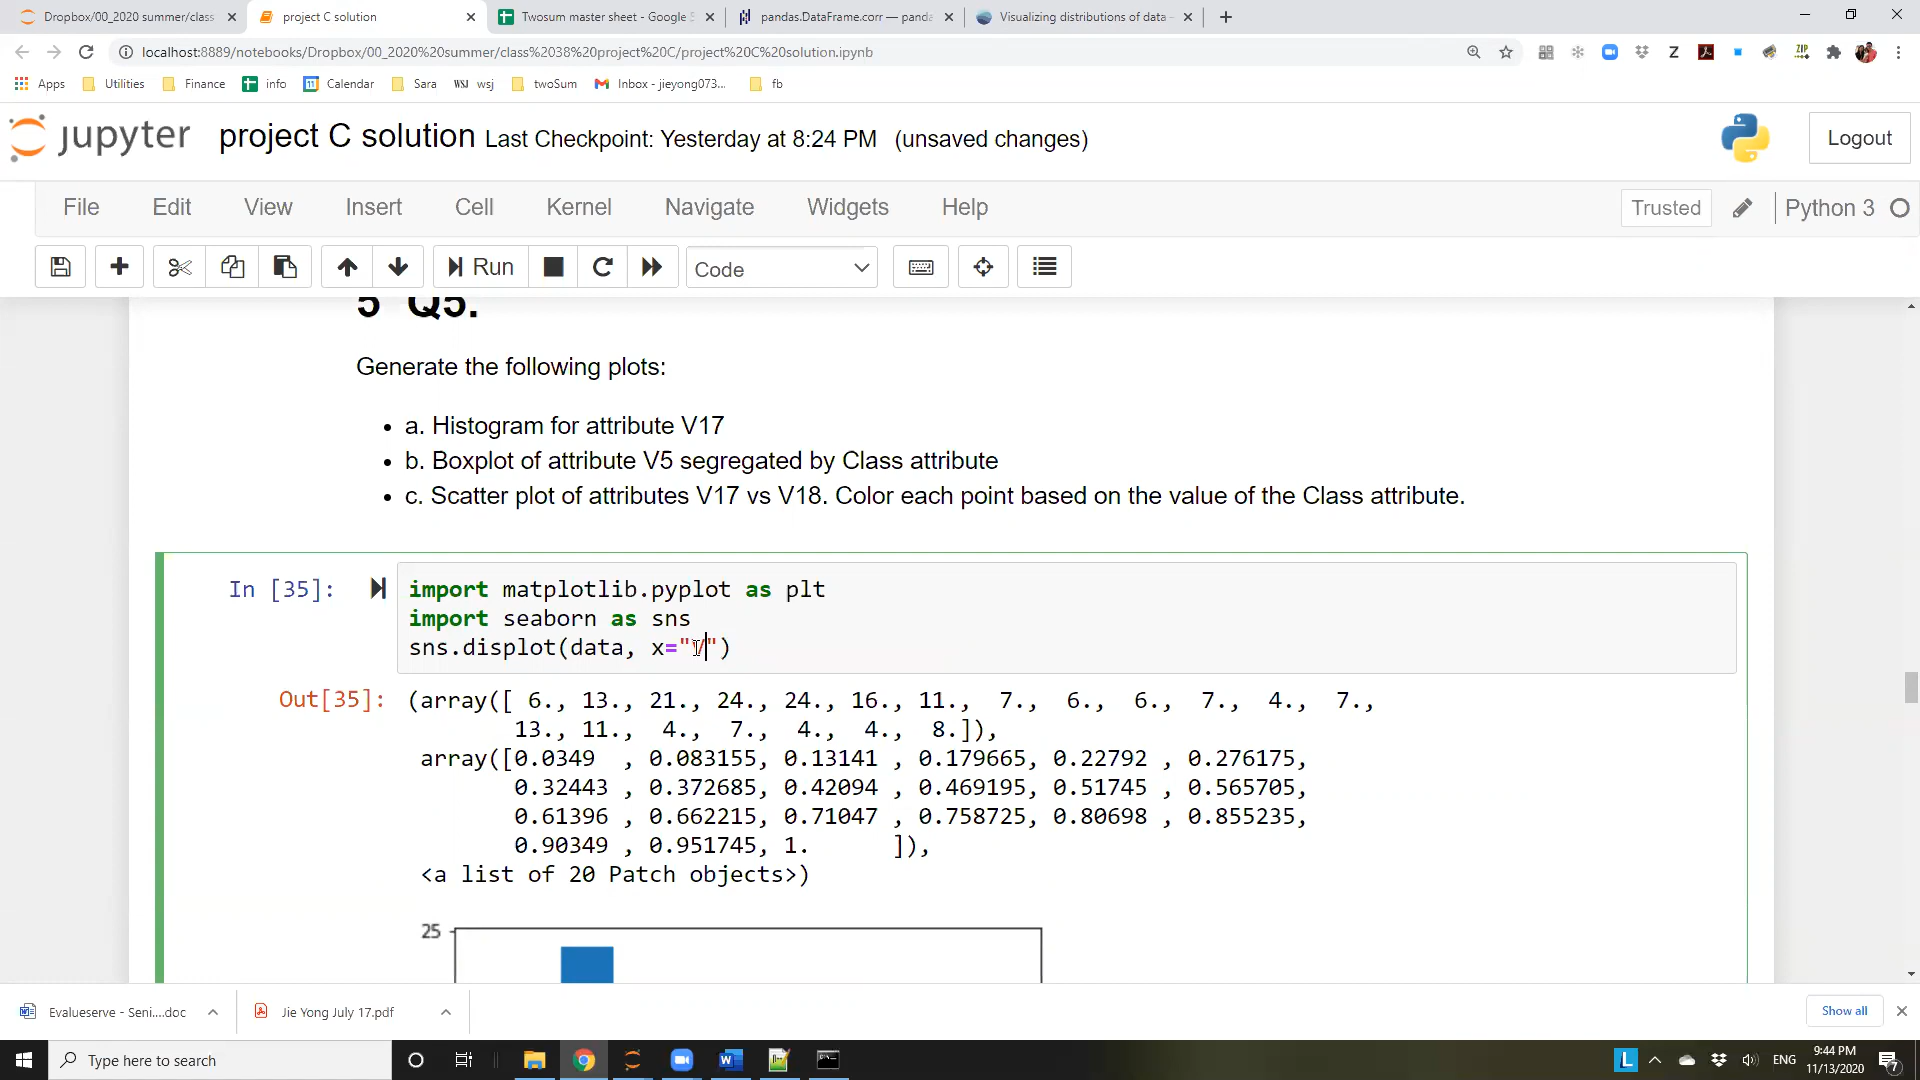 Dropbox/00_2020 summer/class
project C solution
Twosum master sheet - Google S
pandas.DataFrame.corr — panda
Visualizing distributions of data —
localhost:8889/notebooks/Dropbox/00_2020%20summer/class%2038%20project%20C/project%20C%20solution.ipynb
Apps Utilities Finance info Calendar Sara WSJ wsj twoSum Inbox - jieyong073... fb
jupyter project C solution Last Checkpoint: Yesterday at 8:24 PM (unsaved changes) Logout
File Edit View Insert Cell Kernel Navigate Widgets Help Trusted Python 3
Run Code
5 Q5.
Generate the following plots:
• a. Histogram for attribute V17
• b. Boxplot of attribute V5 segregated by Class attribute
• c. Scatter plot of attributes V17 vs V18. Color each point based on the value of the Class attribute.
In [35]: import matplotlib.pyplot as plt
import seaborn as sns
sns.displot(data, x="V")
Out[35]: (array([ 6., 13., 21., 24., 24., 16., 11., 7., 6., 6., 7., 4., 7.,
13., 11., 4., 7., 4., 4., 8.]),
array([0.0349 , 0.083155, 0.13141 , 0.179665, 0.22792 , 0.276175,
0.32443 , 0.372685, 0.42094 , 0.469195, 0.51745 , 0.565705,
0.61396 , 0.662215, 0.71047 , 0.758725, 0.80698 , 0.855235,
0.90349 , 0.951745, 1. ]),
<a list of 20 Patch objects>)
25
Evalueserve - Seni....doc
Jie Yong July 17.pdf
Show all
Type here to search
ENG
9:44 PM
11/13/2020
7